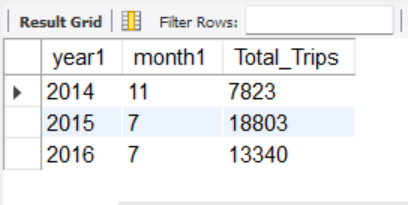 Result Grid Filter Rows:
year1 month1 Total_Trips
2014 11 7823
2015 7 18803
2016 7 13340